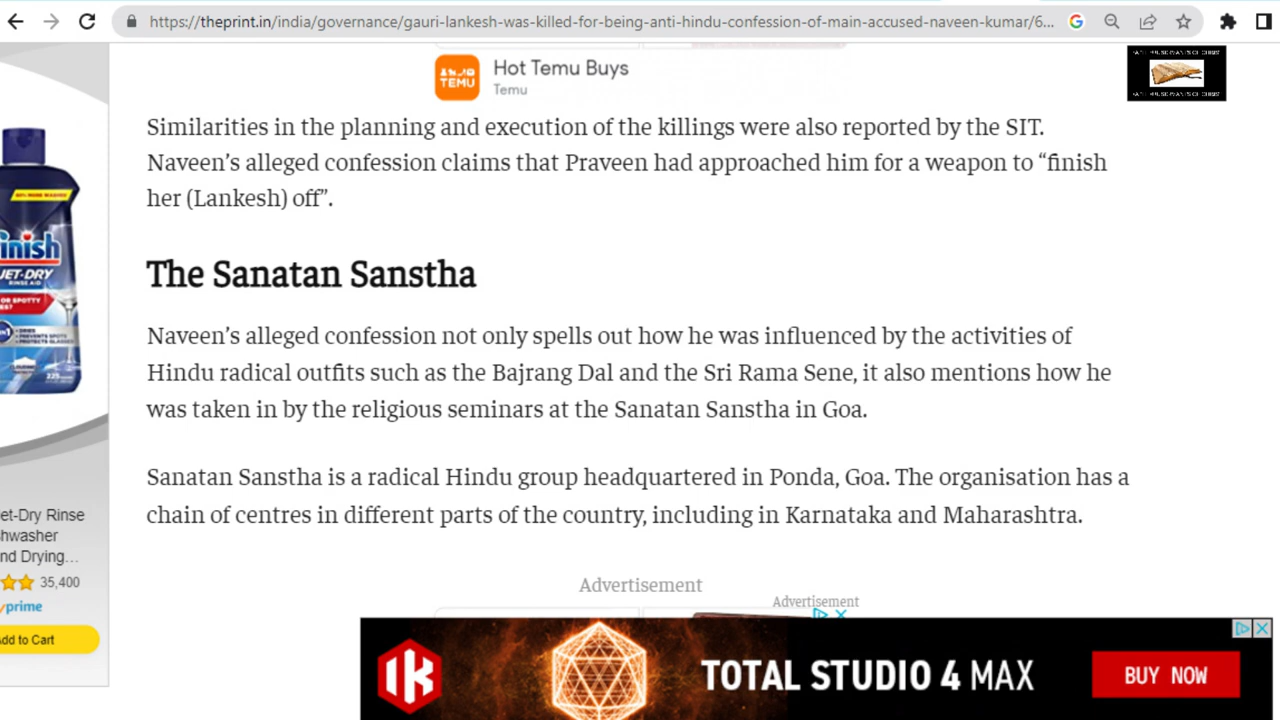 https://theprint.in/india/governance/gauri-lankesh-was-killed-for-being-anti-hindu-confession-of-main-accused-naveen-kumar/6...
Hot Temu Buys
TEMU
Temu
Similarities in the planning and execution of the killings were also reported by the SIT.
Naveen’s alleged confession claims that Praveen had approached him for a weapon to “finish
her (Lankesh) off”.
The Sanatan Sanstha
Naveen’s alleged confession not only spells out how he was influenced by the activities of
Hindu radical outfits such as the Bajrang Dal and the Sri Rama Sene, it also mentions how he
was taken in by the religious seminars at the Sanatan Sanstha in Goa.
Sanatan Sanstha is a radical Hindu group headquartered in Ponda, Goa. The organisation has a
chain of centres in different parts of the country, including in Karnataka and Maharashtra.
inish
JET-DRY
RINSE AID
et-Dry Rinse
hwasher
nd Drying...
35,400
prime
dd to Cart
Advertisement
Advertisement
TOTAL STUDIO 4 MAX
BUY NOW